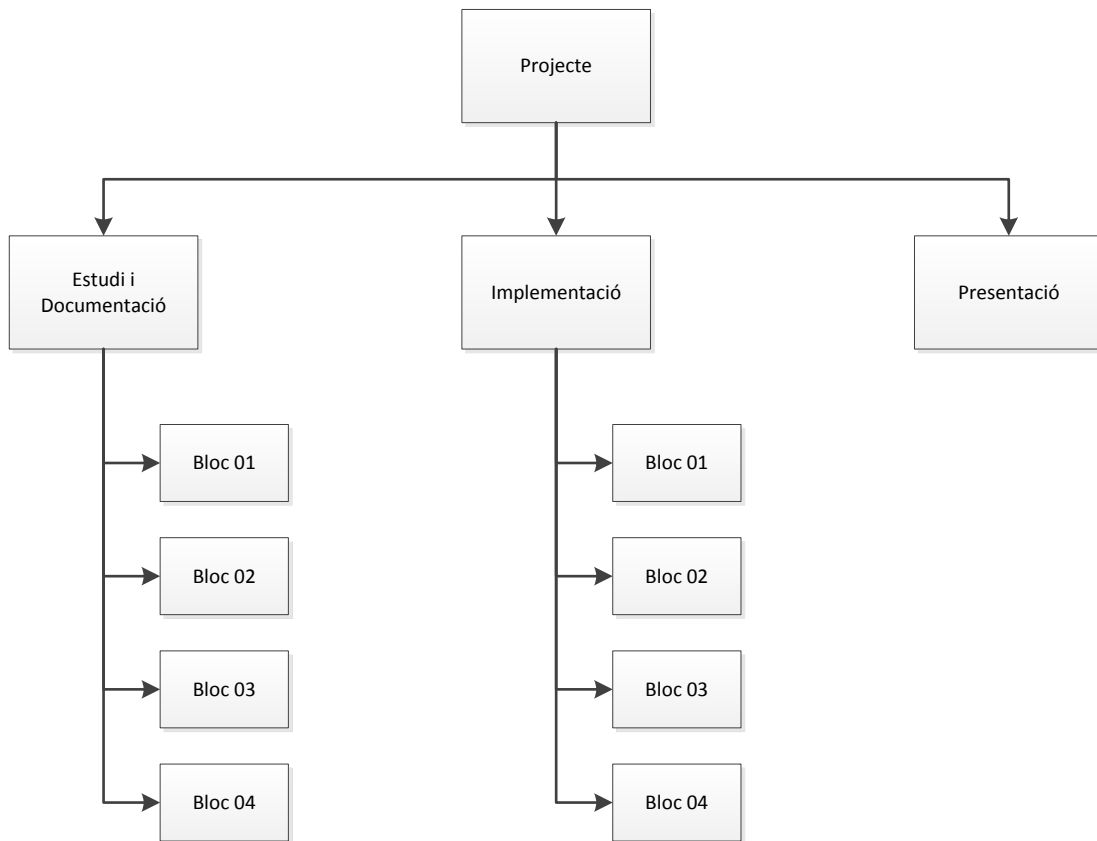 Projecte
Estudi i
Documentació
Implementació
Presentació
Bloc 01
Bloc 01
Bloc 02
Bloc 02
Bloc 03
Bloc 03
Bloc 04
Bloc 04